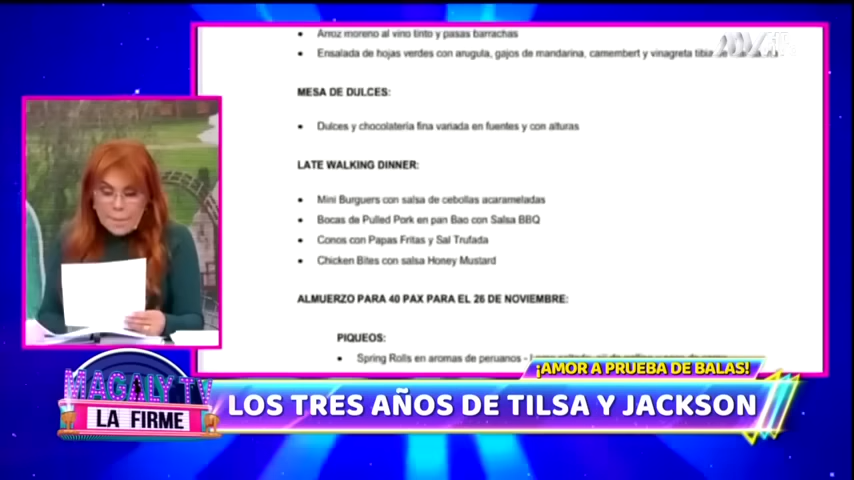 Arroz moreno al vino tinto y pasas barrachas
Ensalada de hojas verdes con arugula, gajos de mandarina, camembert y vinagreta tibia de
MESA DE DULCES:
Dulces y chocolatería fina variada en fuentes y con alturas
LATE WALKING DINNER:
Mini Burguers con salsa de cebollas acarameladas
Bocas de Pulled Pork en pan Bao con Salsa BBQ
Conos con Papas Fritas y Sal Trufada
Chicken Bites con salsa Honey Mustard
ALMUERZO PARA 40 PAX PARA EL 26 DE NOVIEMBRE:
PIQUEOS:
Spring Rolls en aromas de peruanos -
¡AMOR A PRUEBA DE BALAS!
MAGALY TV
LA FIRME
LOS TRES AÑOS DE TILSA Y JACKSON